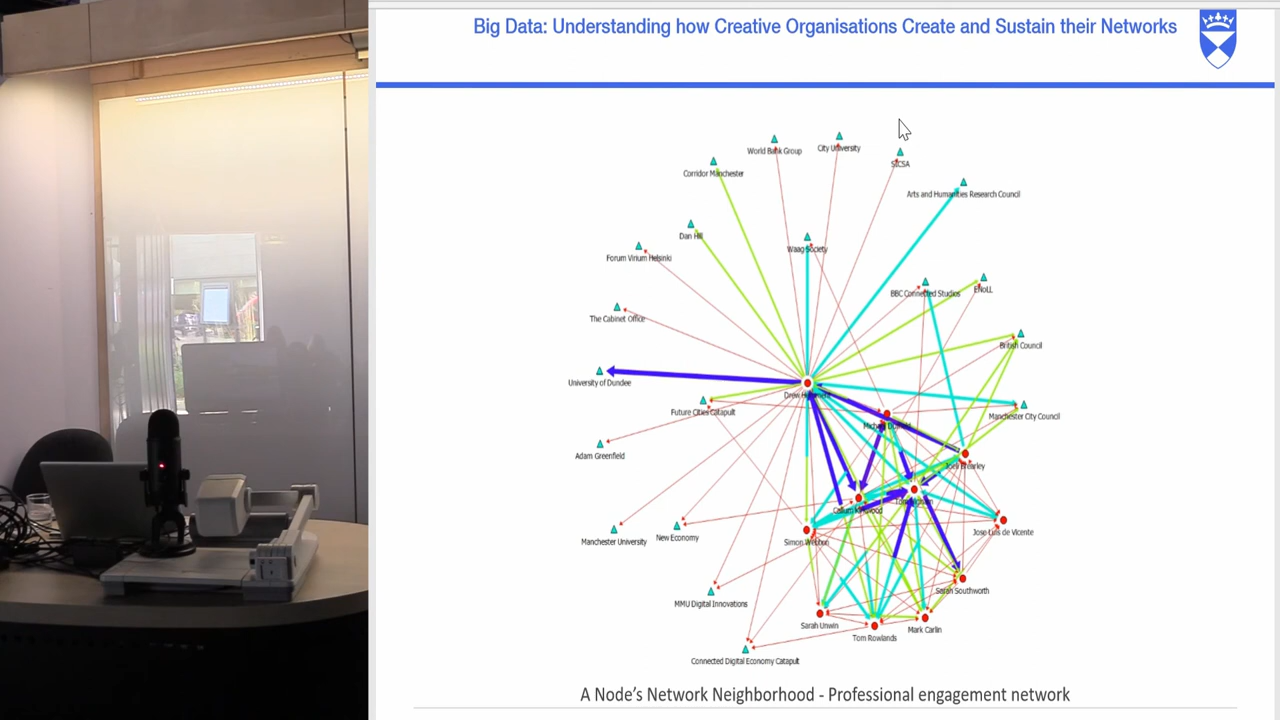 Big Data: Understanding how Creative Organisations Create and Sustain their Networks
World Bank Group
City University
SICSA
Corridor Manchester
Arts and Humanities Research Council
Dan Hill
Waag Society
Forum Virium Helsinki
BBC Connected Studios
ENoLL
The Cabinet Office
British Council
University of Dundee
Drew
Future Cities Catapult
Manchester City Council
Adam Greenfield
Manchester University
New Economy
Simon
Jose Luis de Vicente
Sarah Southworth
MMU Digital Innovations
Sarah Unwin
Tom Rowlands
Mark Carlin
Connected Digital Economy Catapult
A Node's Network Neighborhood - Professional engagement network